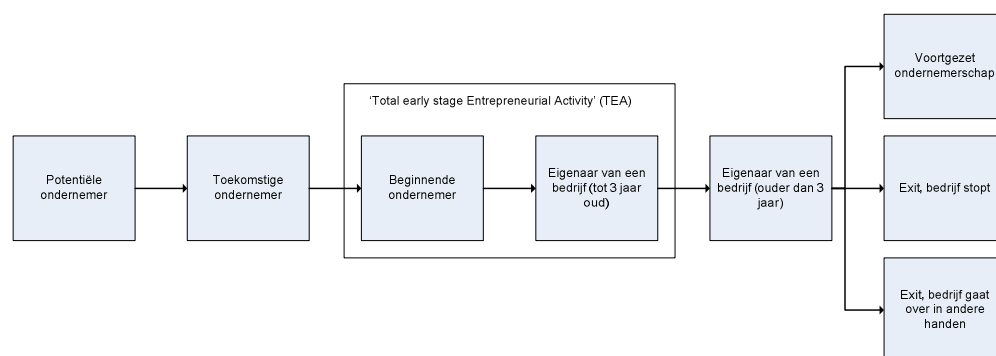 Potentiële
ondernemer
Toekomstige
ondernemer
'Total early stage Entrepreneurial Activity' (TEA)
Beginnende
ondernemer
Eigenaar van een
bedrijf (tot 3 jaar
oud)
Eigenaar van een
bedrijf (ouder dan 3
jaar)
Voortgezet
ondernemerschap
Exit, bedrijf stopt
Exit, bedrijf gaat
over in andere
handen